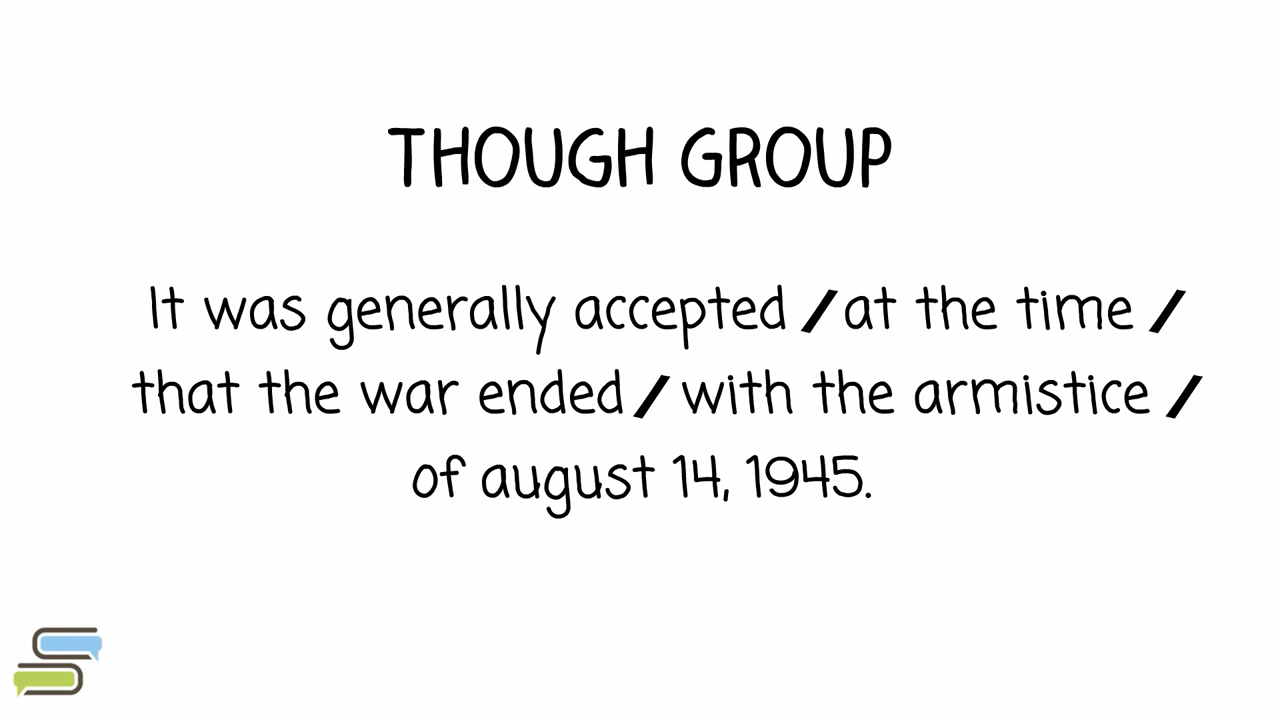 THOUGH GROUP
It was generally accepted / at the time /
that the war ended / with the armistice /
of august 14, 1945.